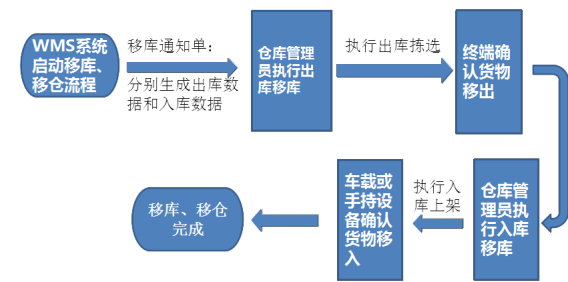 WMS系统
启动移库、
移仓流程
移库通知单：
分别生成出库数
据和入库数据
仓库管理
员执行出
库移库
执行出库拣选
终端确
认货物
移出
仓库管
理员执
行入库
移库
执行入
库上架
车载或
手持设
备确认
货物移
入
移库、移仓
完成